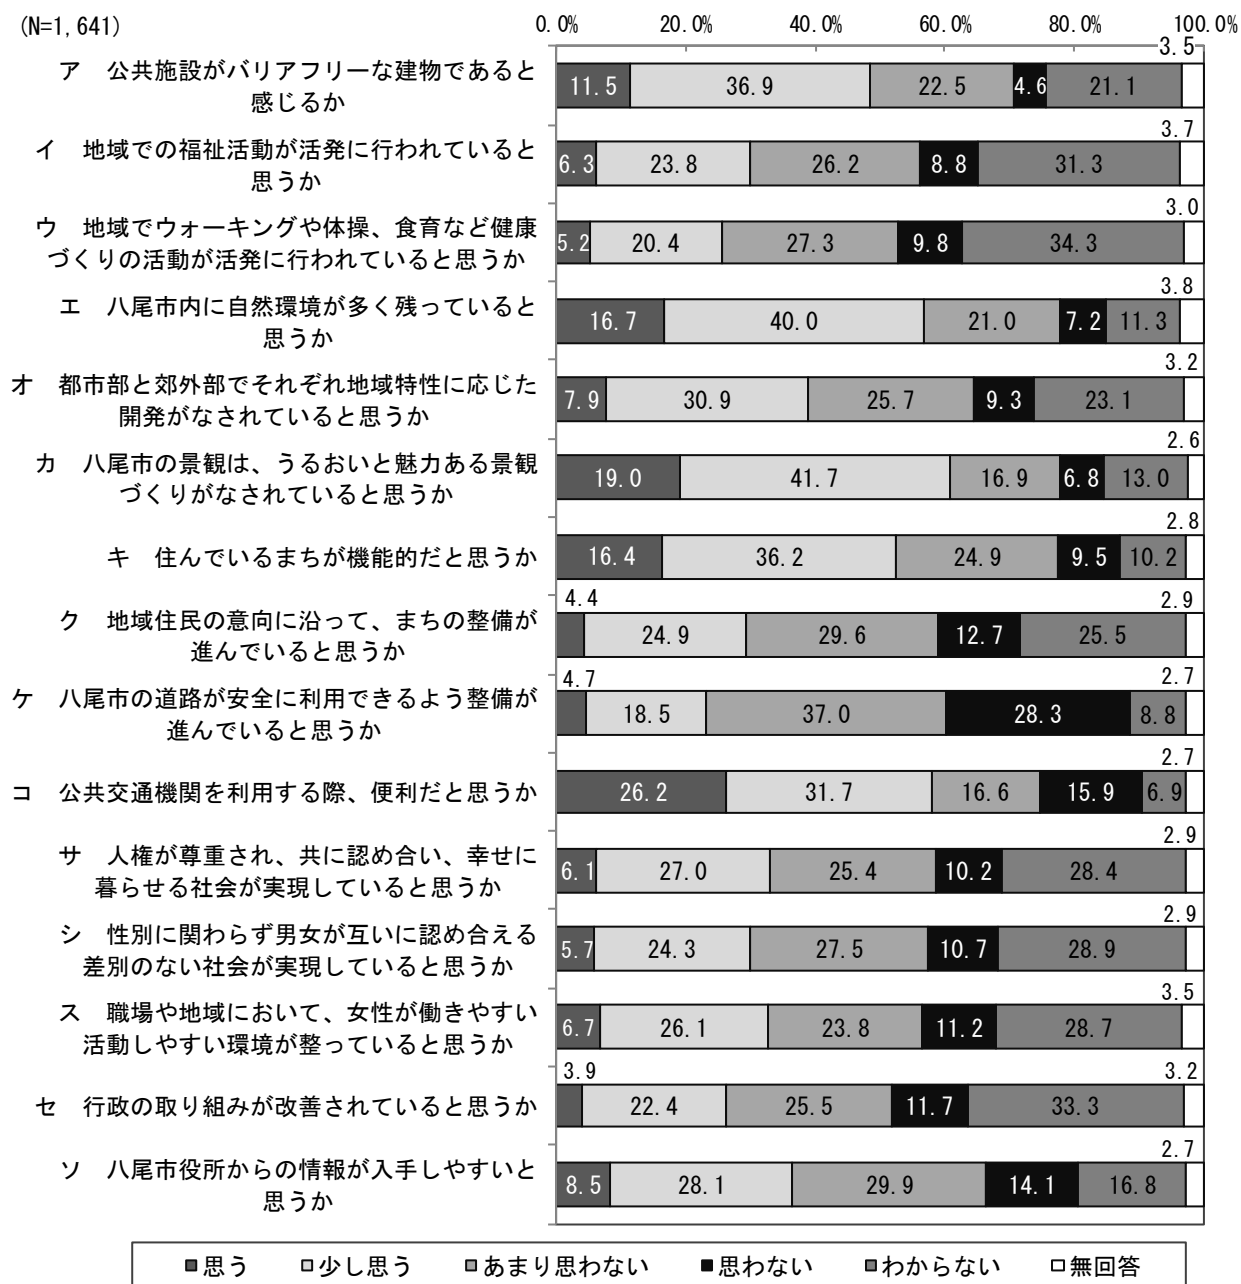 (N=1,641)
0.0% 20.0% 40.0% 60.0% 80.0% 100.0%
3.5
ア 公共施設がバリアフリーな建物であると
感じるか
11.5 36.9 22.5 4.6 21.1
3.7
イ 地域での福祉活動が活発に行われていると
思うか
6.3 23.8 26.2 8.8 31.3
3.0
ウ 地域でウォーキングや体操、食育など健康
づくりの活動が活発に行われていると思うか
5.2 20.4 27.3 9.8 34.3
3.8
エ 八尾市内に自然環境が多く残っていると
思うか
16.7 40.0 21.0 7.2 11.3
3.2
オ 都市部と郊外部でそれぞれ地域特性に応じた
開発がなされていると思うか
7.9 30.9 25.7 9.3 23.1
2.6
カ 八尾市の景観は、うるおいと魅力ある景観
づくりがなされていると思うか
19.0 41.7 16.9 6.8 13.0
2.8
キ 住んでいるまちが機能的だと思うか
16.4 36.2 24.9 9.5 10.2
4.4 2.9
ク 地域住民の意向に沿って、まちの整備が
進んでいると思うか
24.9 29.6 12.7 25.5
4.7 2.7
ケ 八尾市の道路が安全に利用できるよう整備が
進んでいると思うか
18.5 37.0 28.3 8.8
2.7
コ 公共交通機関を利用する際、便利だと思うか
26.2 31.7 16.6 15.9 6.9
2.9
サ 人権が尊重され、共に認め合い、幸せに
暮らせる社会が実現していると思うか
6.1 27.0 25.4 10.2 28.4
2.9
シ 性別に関わらず男女が互いに認め合える
差別のない社会が実現していると思うか
5.7 24.3 27.5 10.7 28.9
3.5
ス 職場や地域において、女性が働きやすい
活動しやすい環境が整っていると思うか
6.7 26.1 23.8 11.2 28.7
3.9 3.2
セ 行政の取り組みが改善されていると思うか
22.4 25.5 11.7 33.3
2.7
ソ 八尾市役所からの情報が入手しやすいと
思うか
8.5 28.1 29.9 14.1 16.8
思う 少し思う あまり思わない 思わない わからない 無回答